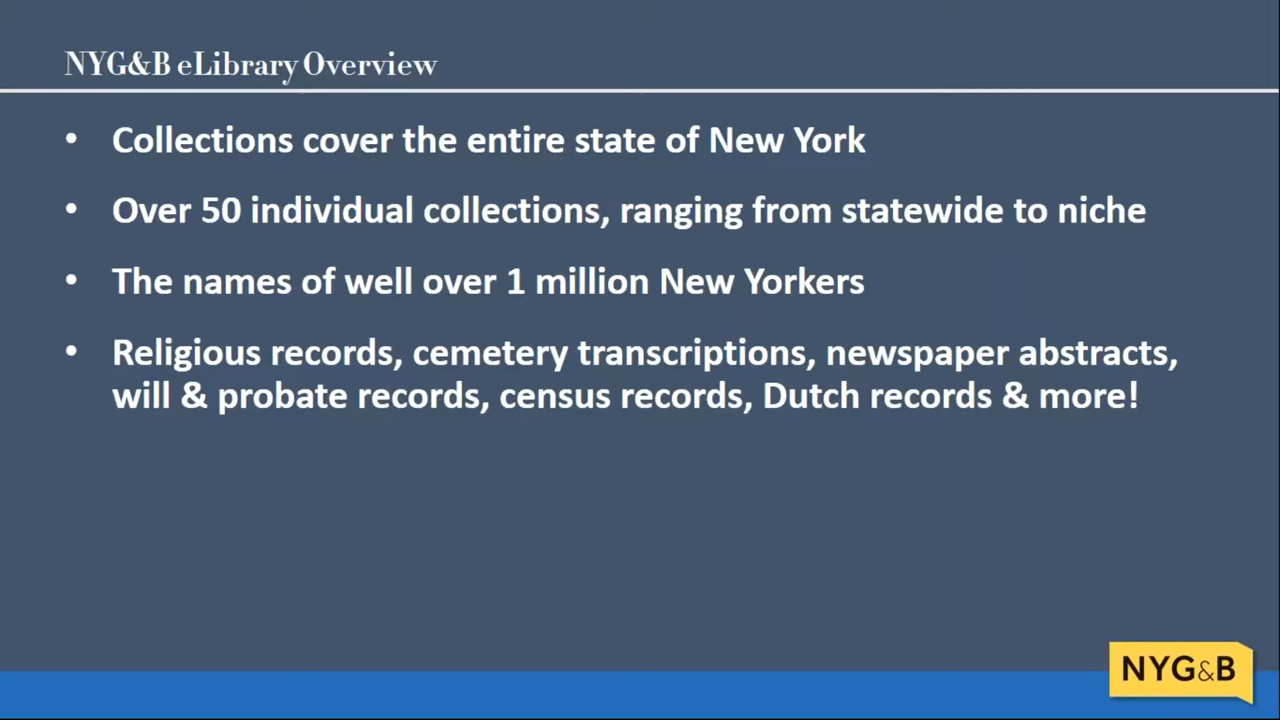 NYG&B eLibrary Overview
• Collections cover the entire state of New York
• Over 50 individual collections, ranging from statewide to niche
• The names of well over 1 million New Yorkers
• Religious records, cemetery transcriptions, newspaper abstracts,
will & probate records, census records, Dutch records & more!
NYG&B